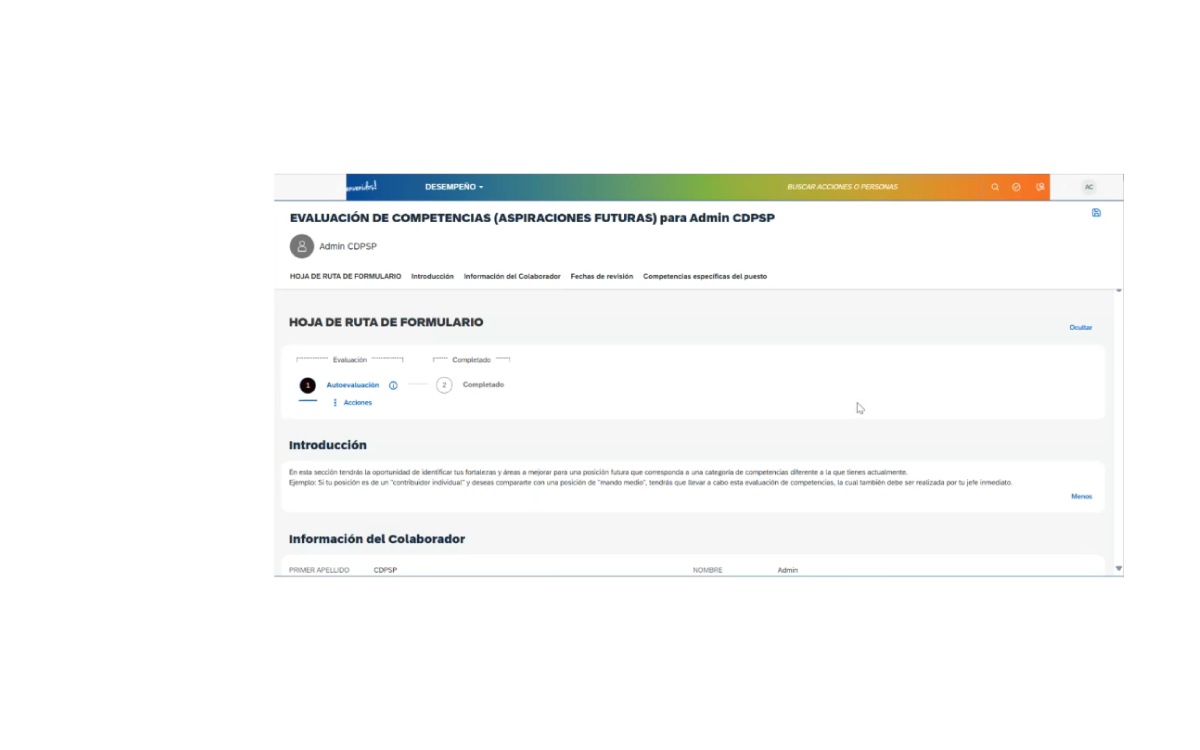 DESEMPEÑO
BUSCAR ACCIONES O PERSONAS
AC
EVALUACIÓN DE COMPETENCIAS (ASPIRACIONES FUTURAS) para Admin CDPSP
Admin CDPSP
HOJA DE RUTA DE FORMULARIO Introducción Información del Colaborador Fechas de revisión Competencias específicas del puesto
HOJA DE RUTA DE FORMULARIO
Ocultar
Evaluación Completado
1 Autoevaluación 2 Completado
Acciones
Introducción
En esta sección tendrás la oportunidad de identificar tus fortalezas y áreas a mejorar para una posición futura que corresponda a una categoría de competencias diferente a la que tienes actualmente.
Ejemplo: Si tu posición es de un "contribuidor individual" y deseas compararte con una posición de "mando medio", tendrás que llevar a cabo esta evaluación de competencias, la cual también debe ser realizada por tu jefe inmediato.
Menos
Información del Colaborador
PRIMER APELLIDO CDPSP NOMBRE Admin